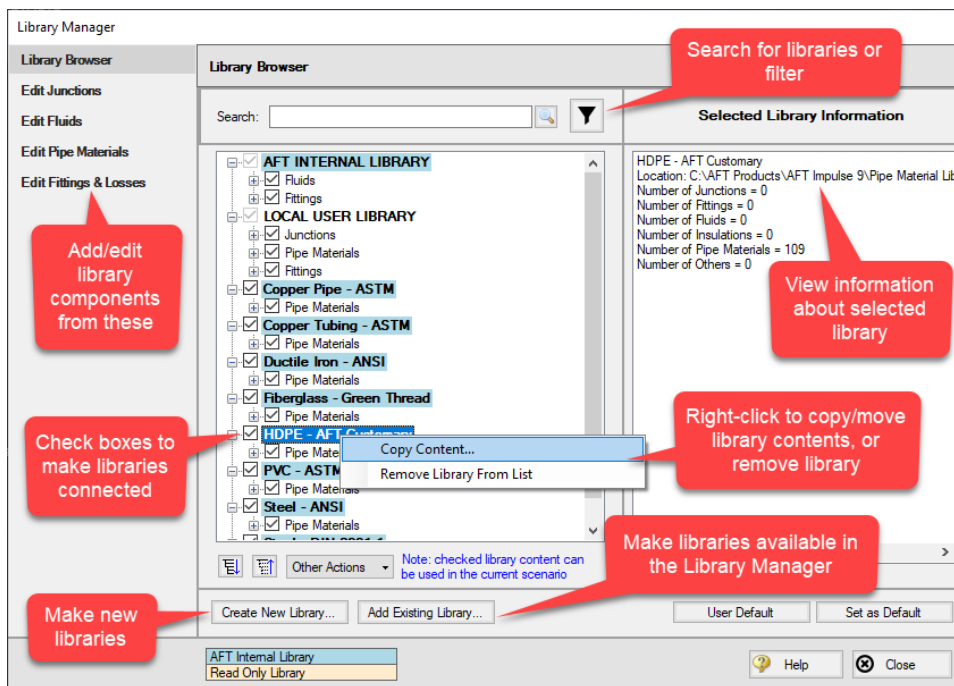 Library Manager
Library Browser
Edit Junctions
Edit Fluids
Edit Pipe Materials
Edit Fittings & Losses
Add/edit
library
components
from these
Library Browser
Search for libraries or
filter
Search:
Selected Library Information
AFT INTERNAL LIBRARY
Fluids
Fittings
LOCAL USER LIBRARY
Junctions
Pipe Materials
Fittings
Copper Pipe - ASTM
Pipe Materials
Copper Tubing - ASTM
Pipe Materials
Ductile Iron - ANSI
Pipe Materials
Fiberglass - Green Thread
Pipe Materials
HDPE - AFT Customary
Pipe Mate
PVC - ASTM
Pipe Materials
Steel - ANSI
Pipe Materials
Check boxes to
make libraries
connected
Copy Content...
Remove Library From List
HDPE - AFT Customary
Location: C:\AFT Products\AFT Impulse 9\Pipe Material Lib
Number of Junctions = 0
Number of Fittings = 0
Number of Fluids = 0
Number of Insulations = 0
Number of Pipe Materials = 109
Number of Others = 0
View information
about selected
library
Right-click to copy/move
library contents, or
remove library
Make libraries available in
the Library Manager
Other Actions
Note: checked library content can
be used in the current scenario
Make new
libraries
Create New Library...
Add Existing Library...
User Default
Set as Default
AFT Internal Library
Read Only Library
Help
Close